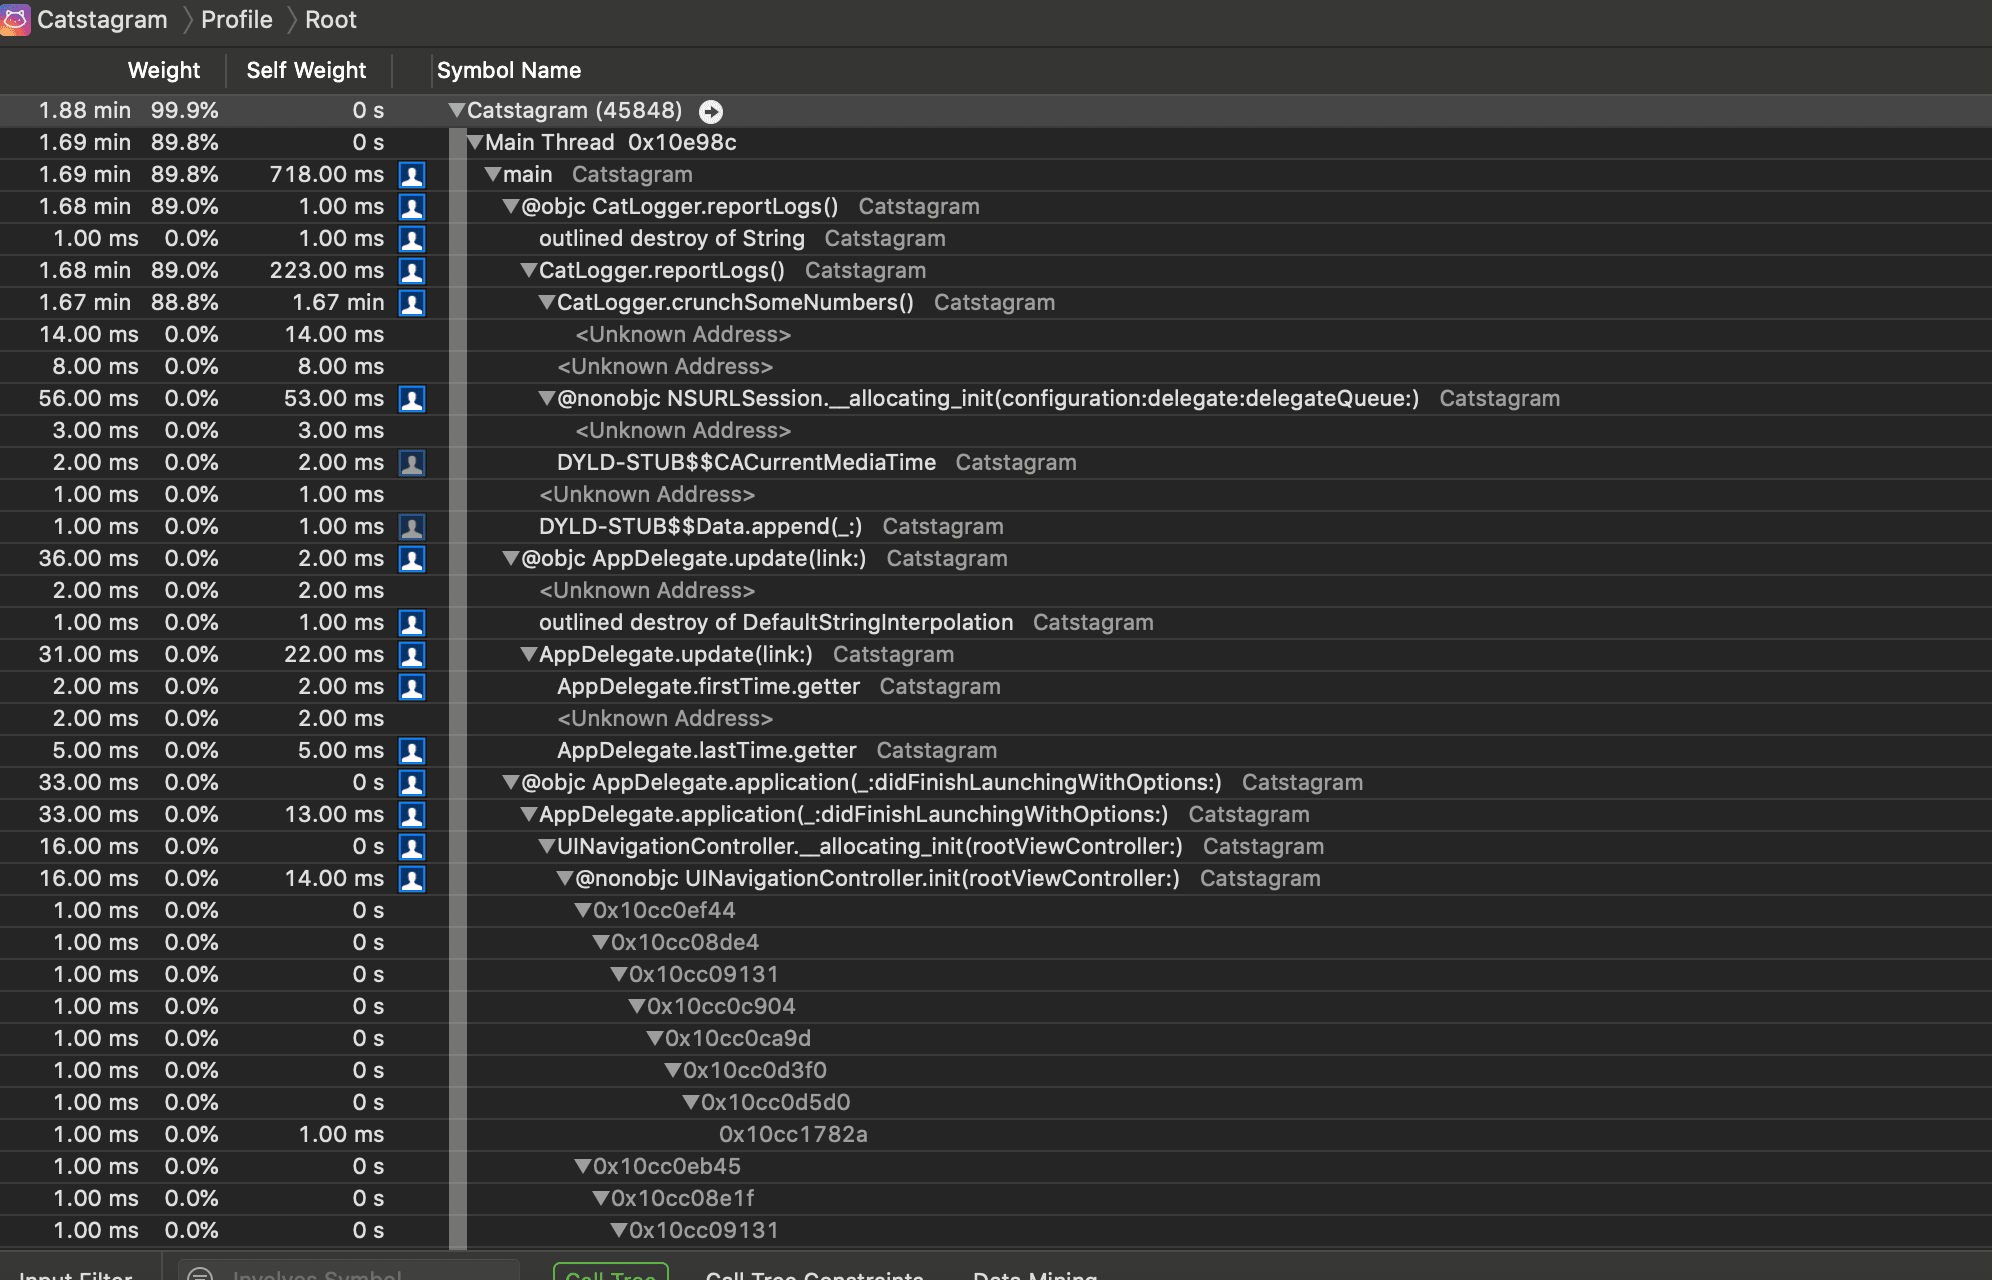 Catstagram Profile Root
Weight Self Weight Symbol Name
1.88 min 99.9% 0 s Catstagram (45848)
1.69 min 89.8% 0 s Main Thread 0x10e98c
1.69 min 89.8% 718.00 ms main Catstagram
1.68 min 89.0% 1.00 ms @objc CatLogger.reportLogs() Catstagram
1.00 ms 0.0% 1.00 ms outlined destroy of String Catstagram
1.68 min 89.0% 223.00 ms CatLogger.reportLogs() Catstagram
1.67 min 88.8% 1.67 min CatLogger.crunchSomeNumbers() Catstagram
14.00 ms 0.0% 14.00 ms <Unknown Address>
8.00 ms 0.0% 8.00 ms <Unknown Address>
56.00 ms 0.0% 53.00 ms @nonobjc NSURLSession.__allocating_init(configuration:delegate:delegateQueue:) Catstagram
3.00 ms 0.0% 3.00 ms <Unknown Address>
2.00 ms 0.0% 2.00 ms DYLD-STUB$$CACurrentMediaTime Catstagram
1.00 ms 0.0% 1.00 ms <Unknown Address>
1.00 ms 0.0% 1.00 ms DYLD-STUB$$Data.append(_:) Catstagram
36.00 ms 0.0% 2.00 ms @objc AppDelegate.update(link:) Catstagram
2.00 ms 0.0% 2.00 ms <Unknown Address>
1.00 ms 0.0% 1.00 ms outlined destroy of DefaultStringInterpolation Catstagram
31.00 ms 0.0% 22.00 ms AppDelegate.update(link:) Catstagram
2.00 ms 0.0% 2.00 ms AppDelegate.firstTime.getter Catstagram
2.00 ms 0.0% 2.00 ms <Unknown Address>
5.00 ms 0.0% 5.00 ms AppDelegate.lastTime.getter Catstagram
33.00 ms 0.0% 0 s @objc AppDelegate.application(_:didFinishLaunchingWithOptions:) Catstagram
33.00 ms 0.0% 13.00 ms AppDelegate.application(_:didFinishLaunchingWithOptions:) Catstagram
16.00 ms 0.0% 0 s UINavigationController.__allocating_init(rootViewController:) Catstagram
16.00 ms 0.0% 14.00 ms @nonobjc UINavigationController.init(rootViewController:) Catstagram
1.00 ms 0.0% 0 s 0x10cc0ef44
1.00 ms 0.0% 0 s 0x10cc08de4
1.00 ms 0.0% 0 s 0x10cc09131
1.00 ms 0.0% 0 s 0x10cc0c904
1.00 ms 0.0% 0 s 0x10cc0ca9d
1.00 ms 0.0% 0 s 0x10cc0d3f0
1.00 ms 0.0% 0 s 0x10cc0d5d0
1.00 ms 0.0% 1.00 ms 0x10cc1782a
1.00 ms 0.0% 0 s 0x10cc0eb45
1.00 ms 0.0% 0 s 0x10cc08e1f
1.00 ms 0.0% 0 s 0x10cc09131
Input Filter Involves Symbol Call Tree Call Tree Constraints Data Mining